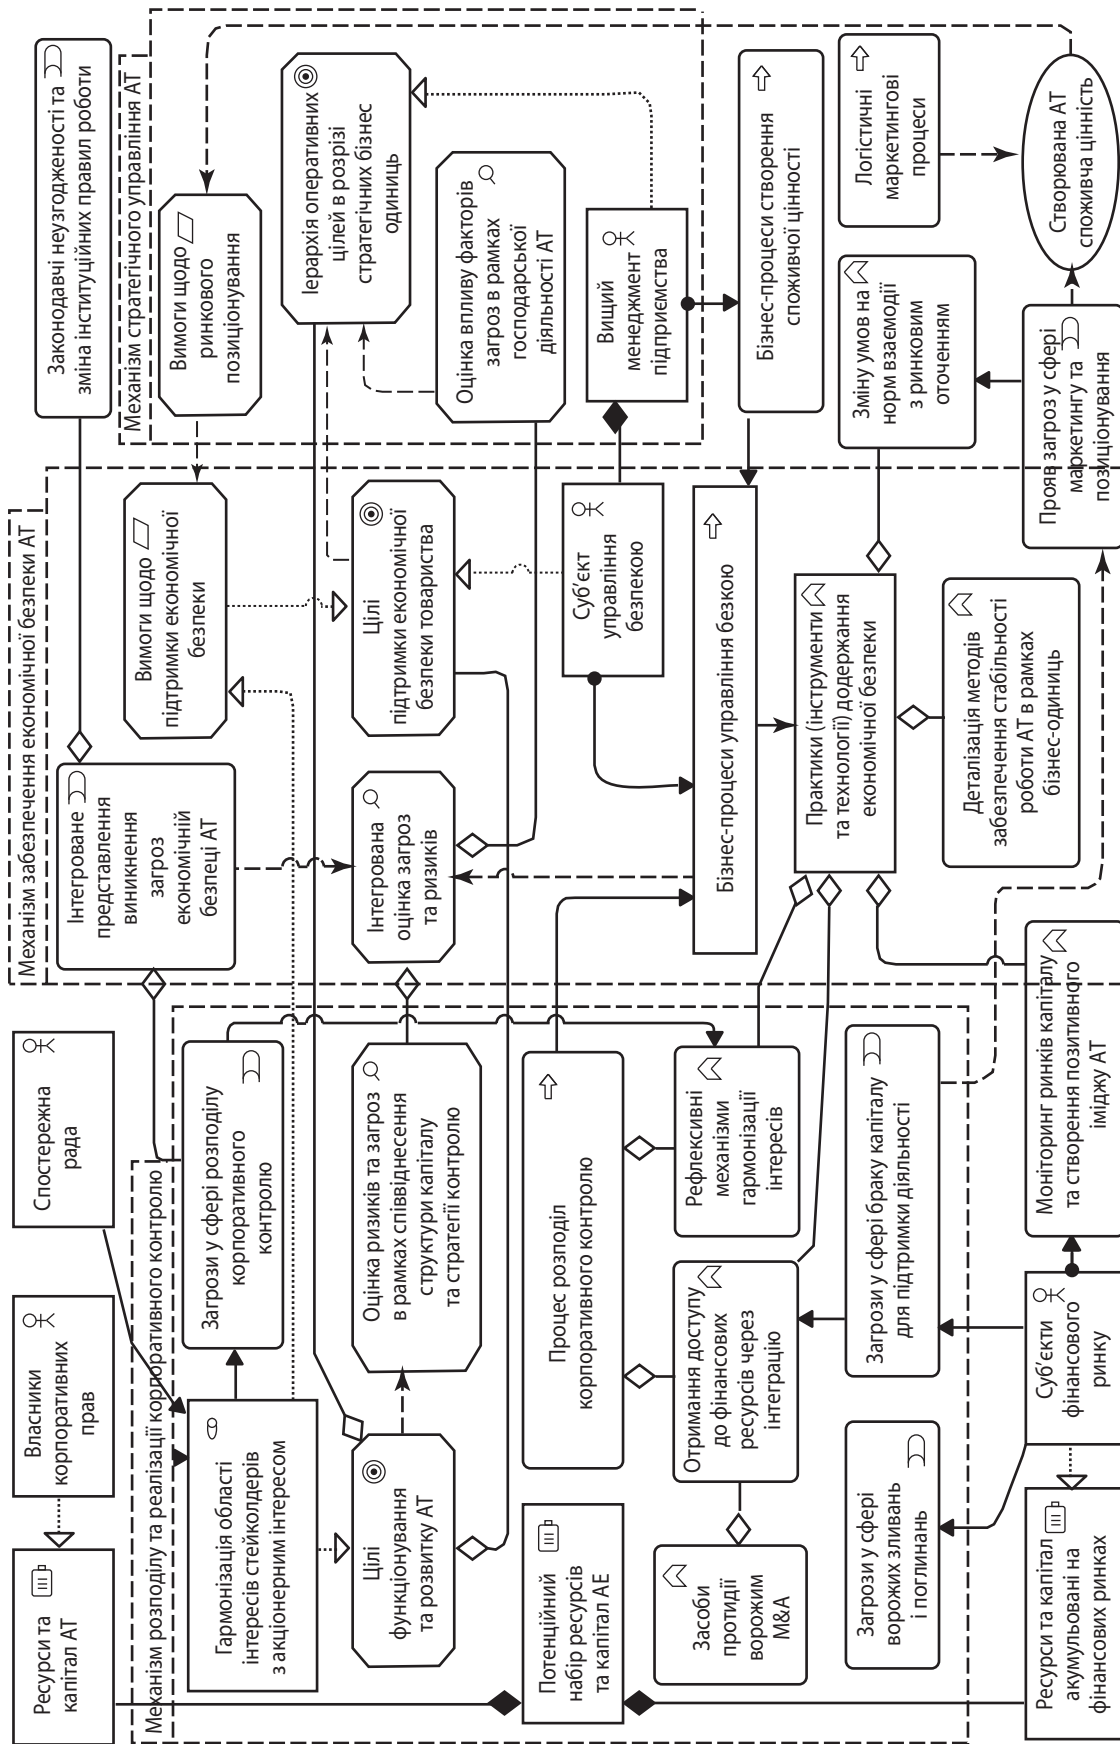 Ресурси та
капітал АТ
Власники
корпоративних
прав
Спостережна
рада
Механізм забезпечення економічної безпеки АТ
Законодавчі неузгодженості та
зміна інституційних правил роботи
Механізм розподілу та реалізації корпоративного контролю
Гармонізація області
інтересів стейколдерів
з акціонерним інтересом
Загрози у сфері розподілу
корпоративного
контролю
Інтегроване
представлення
виникнення
загроз
економічній
безпеці АТ
Вимоги щодо
підтримки економічної
безпеки
Механізм стратегічного управління АТ
Вимоги щодо
ринкового
позиціонування
Цілі
функціонування
та розвитку АТ
Оцінка ризиків та загроз
в рамках співвіднесення
структури капіталу
та стратегії контролю
Інтегрована
оцінка загроз
та ризиків
Цілі
підтримки економічної
безпеки товариства
Ієрархія оперативних
цілей в розрізі
стратегічних бізнес
одиниць
Оцінка впливу факторів
загроз в рамках
господарської
діяльності АТ
Потенційний
набір ресурсів
та капітал АЕ
Процес розподіл
корпоративного контролю
Суб’єкт
управління
безпекою
Вищий
менеджмент
підприємства
Засоби
протидії
ворожим
M&A
Отримання доступу
до фінансових
ресурсів через
інтеграцію
Рефлексивні
механізми
гармонізації
інтересів
Бізнес-процеси управління безкою
Бізнес-процеси створення
споживчої цінності
Загрози у сфері
ворожих зливань
і поглинань
Загрози у сфері браку капіталу
для підтримки діяльності
Практики (інструменти
та технології) додержання
економічної безпеки
Зміну умов на
норм взаємодії
з ринковим
оточенням
Логістичні
маркетингові
процеси
Деталізація методів
забезпечення стабільності
роботи АТ в рамках
бізнес-одиниць
Ресурси та капітал
акумульовані на
фінансових ринках
Суб’єкти
фінансового
ринку
Моніторинг ринків капіталу
та створення позитивного
іміджу АТ
Прояв загроз у сфері
маркетингу та
позиціонування
Створювана АТ
споживча цінність